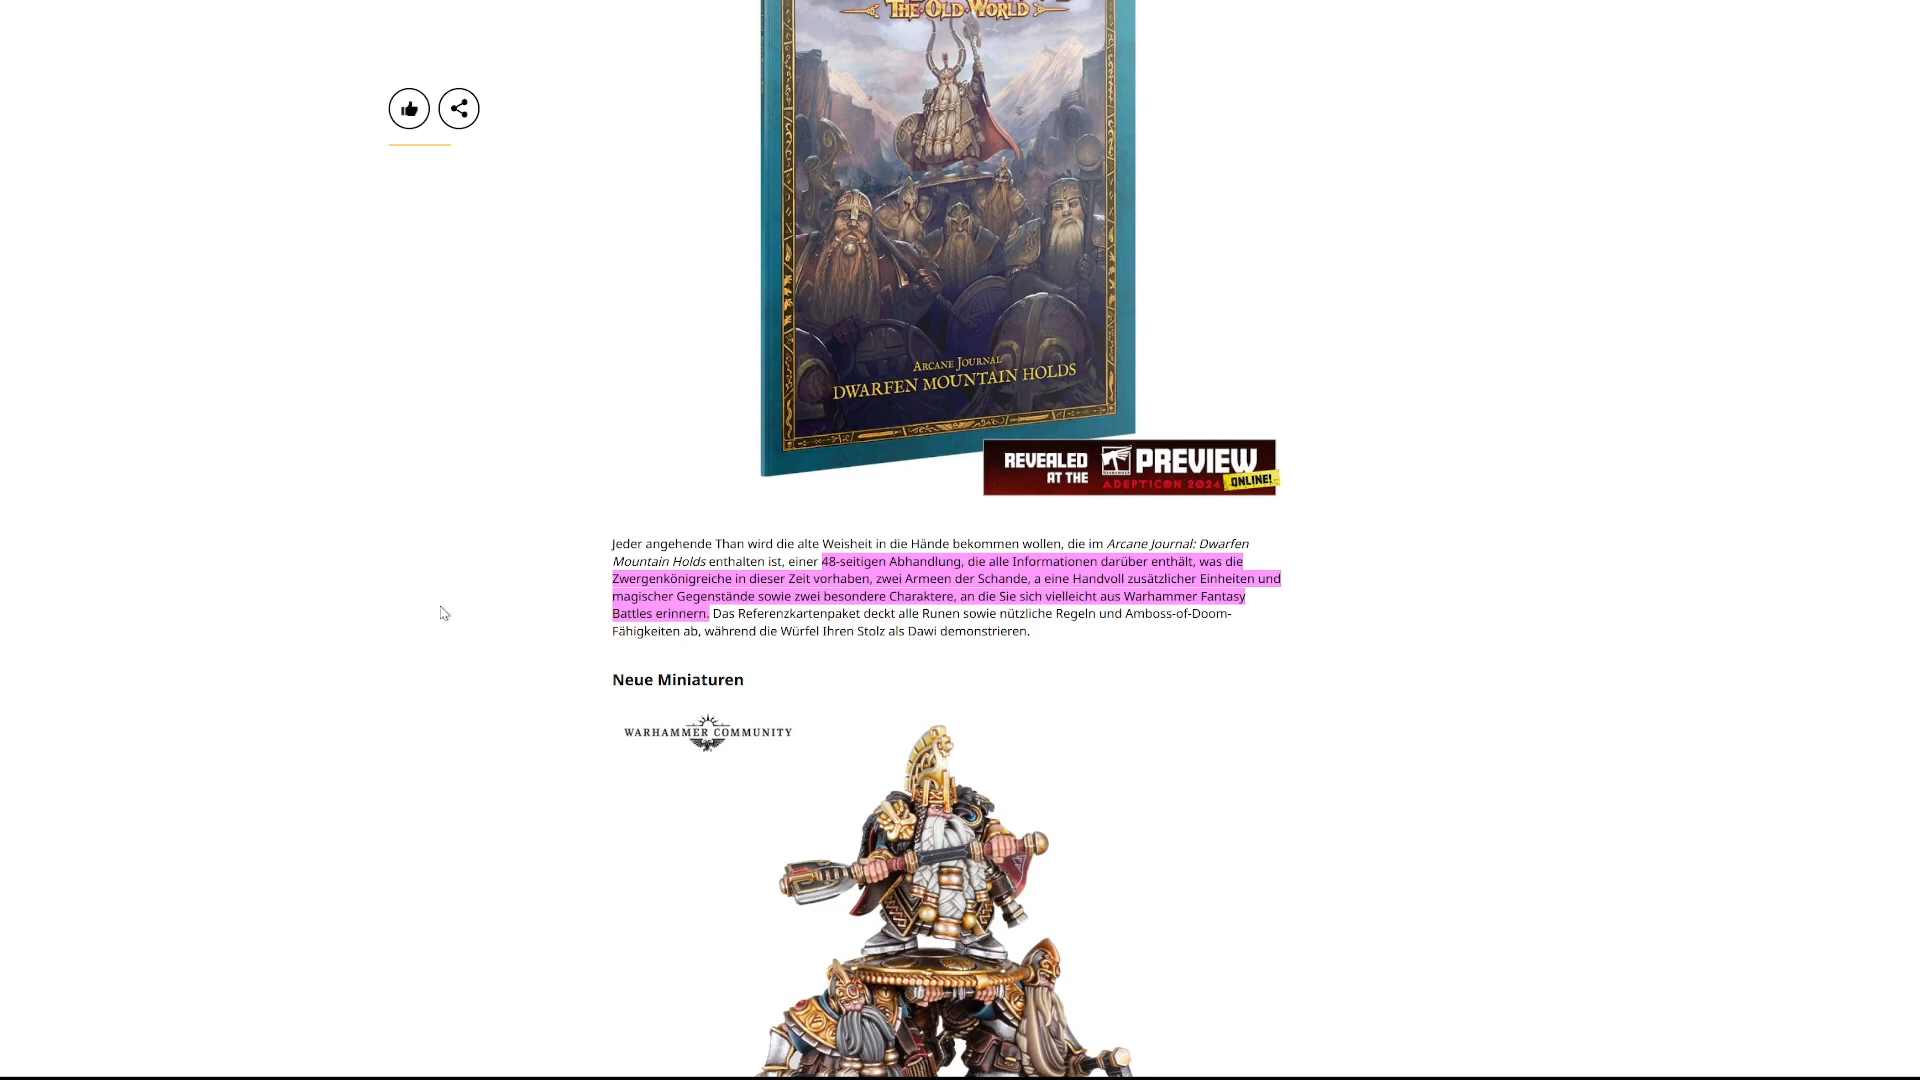 THE OLD WORLD
ARCANE JOURNAL
DWARFEN MOUNTAIN HOLDS
REVEALED
AT THE
PREVIEW
ADEPTICON 2024
ONLINE!
Jeder angehende Than wird die alte Weisheit in die Hände bekommen wollen, die im Arcane Journal: Dwarfen
Mountain Holds enthalten ist, einer 48-seitigen Abhandlung, die alle Informationen darüber enthält, was die
Zwergenkönigreiche in dieser Zeit vorhaben, zwei Armeen der Schande, a eine Handvoll zusätzlicher Einheiten und
magischer Gegenstände sowie zwei besondere Charaktere, an die Sie sich vielleicht aus Warhammer Fantasy
Battles erinnern. Das Referenzkartenpaket deckt alle Runen sowie nützliche Regeln und Amboss-of-Doom-
Fähigkeiten ab, während die Würfel Ihren Stolz als Dawi demonstrieren.
Neue Miniaturen
WARHAMMER COMMUNITY